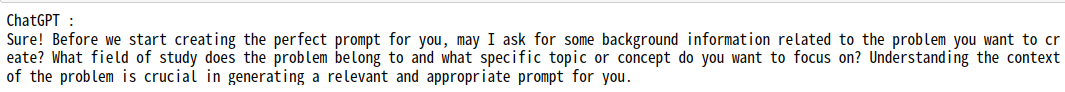 ChatGPT :
Sure! Before we start creating the perfect prompt for you, may I ask for some background information related to the problem you want to cr
eate? What field of study does the problem belong to and what specific topic or concept do you want to focus on? Understanding the context
of the problem is crucial in generating a relevant and appropriate prompt for you.